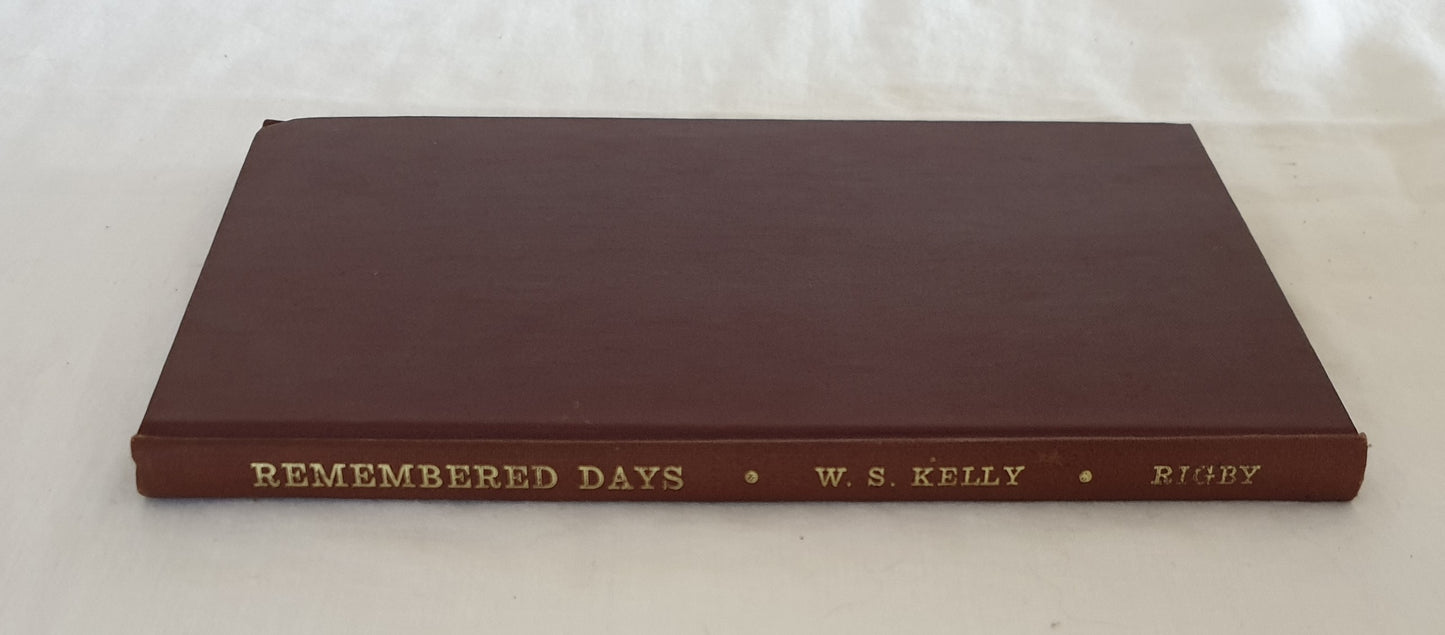 REMEMBERED DAYS • W. S. KELLY • RIGBY